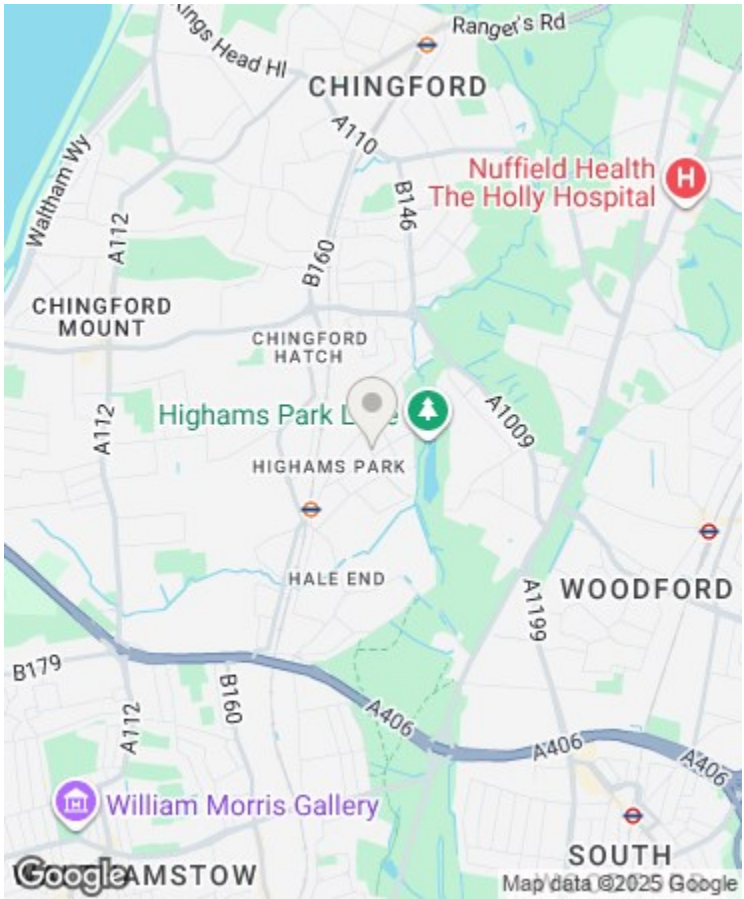 Kings Head Hl
Ranger's Rd
CHINGFORD
A110
Waltham Wy
Nuffield Health
The Holly Hospital
H
A112
B146
B160
CHINGFORD
MOUNT
CHINGFORD
HATCH
Highams Park
A112
A1009
HIGHAMS PARK
HALE END
A1199
WOODFORD
B179
B160
A112
A406
A406
A406
William Morris Gallery
SOUTH
Google
Map data ©2025 Google